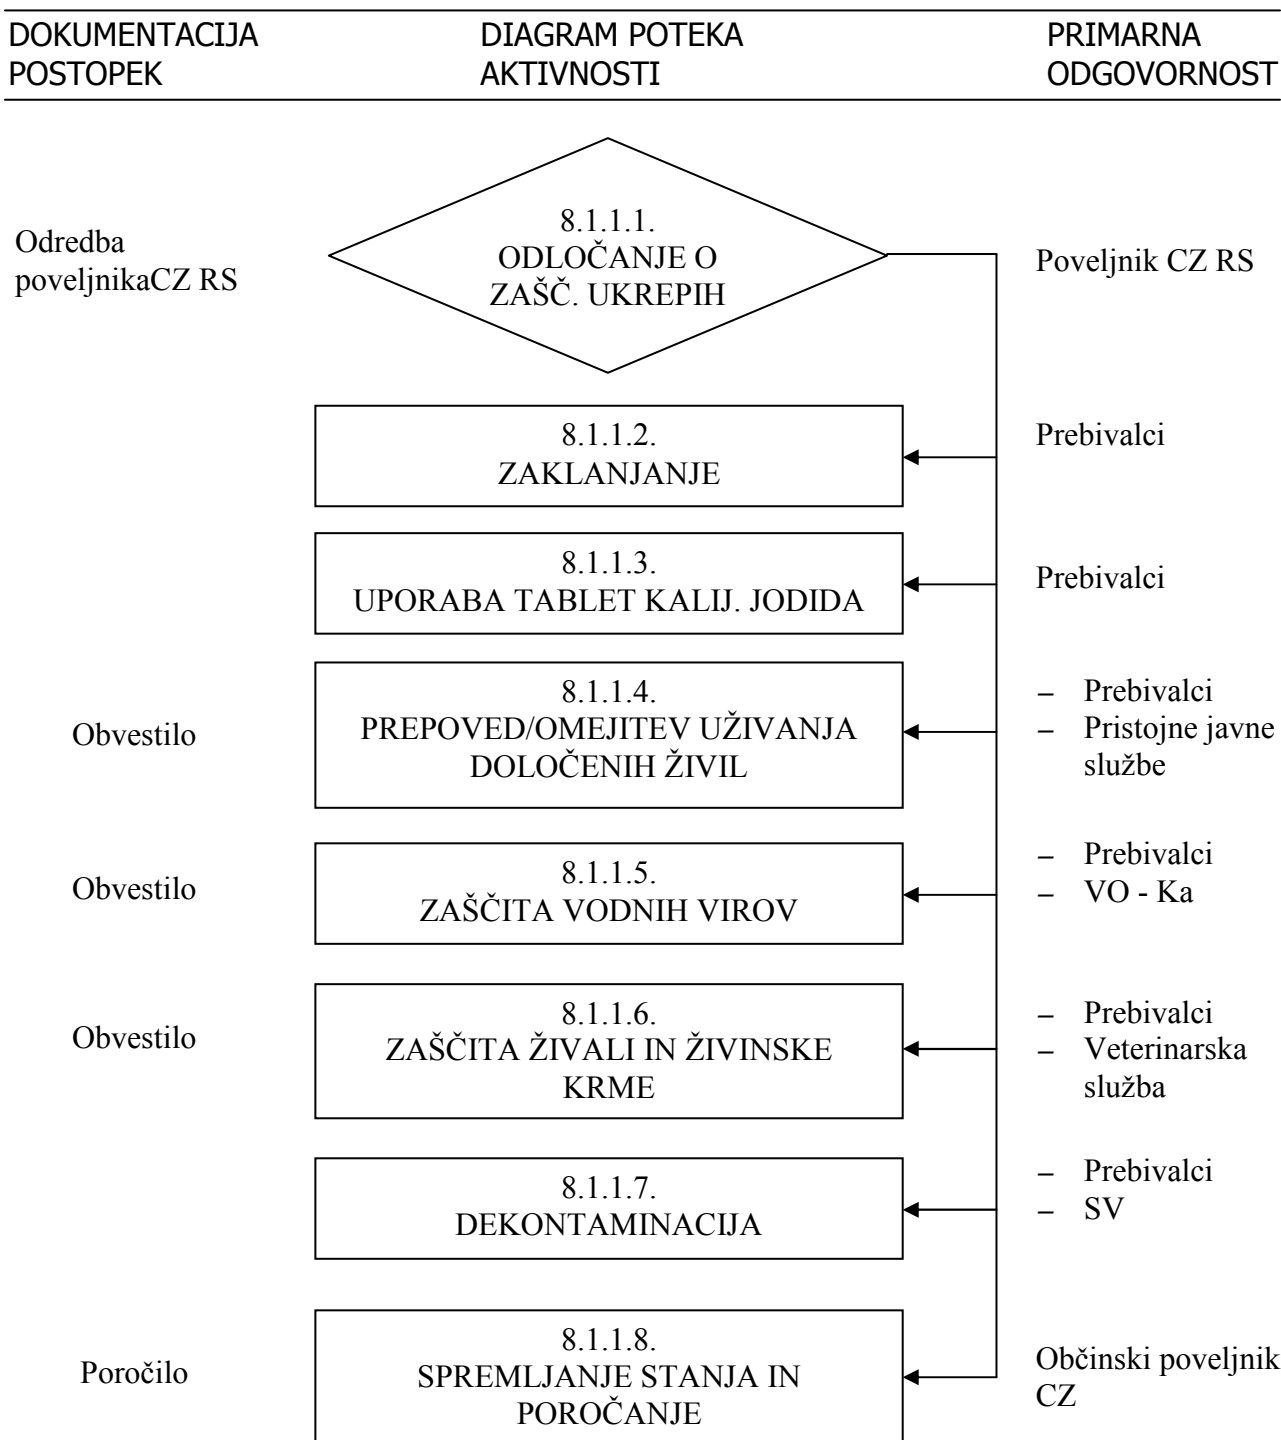 DOKUMENTACIJA
POSTOPEK
DIAGRAM POTEKA
AKTIVNOSTI
PRIMARNA
ODGOVORNOST
Odredba
poveljnikaCZ RS
8.1.1.1.
ODLOČANJE O
ZAŠČ. UKREPIH
Poveljnik CZ RS
8.1.1.2.
ZAKLANJANJE
Prebivalci
8.1.1.3.
UPORABA TABLET KALIJ. JODIDA
Prebivalci
Obvestilo
8.1.1.4.
PREPOVED/OMEJITEV UŽIVANJA
DOLOČENIH ŽIVIL
– Prebivalci
– Pristojne javne
službe
Obvestilo
8.1.1.5.
ZAŠČITA VODNIH VIROV
– Prebivalci
– VO - Ka
Obvestilo
8.1.1.6.
ZAŠČITA ŽIVALI IN ŽIVINSKE
KRME
– Prebivalci
– Veterinarska
služba
8.1.1.7.
DEKONTAMINACIJA
– Prebivalci
– SV
Poročilo
8.1.1.8.
SPREMLJANJE STANJA IN
POROČANJE
Občinski poveljnik
CZ